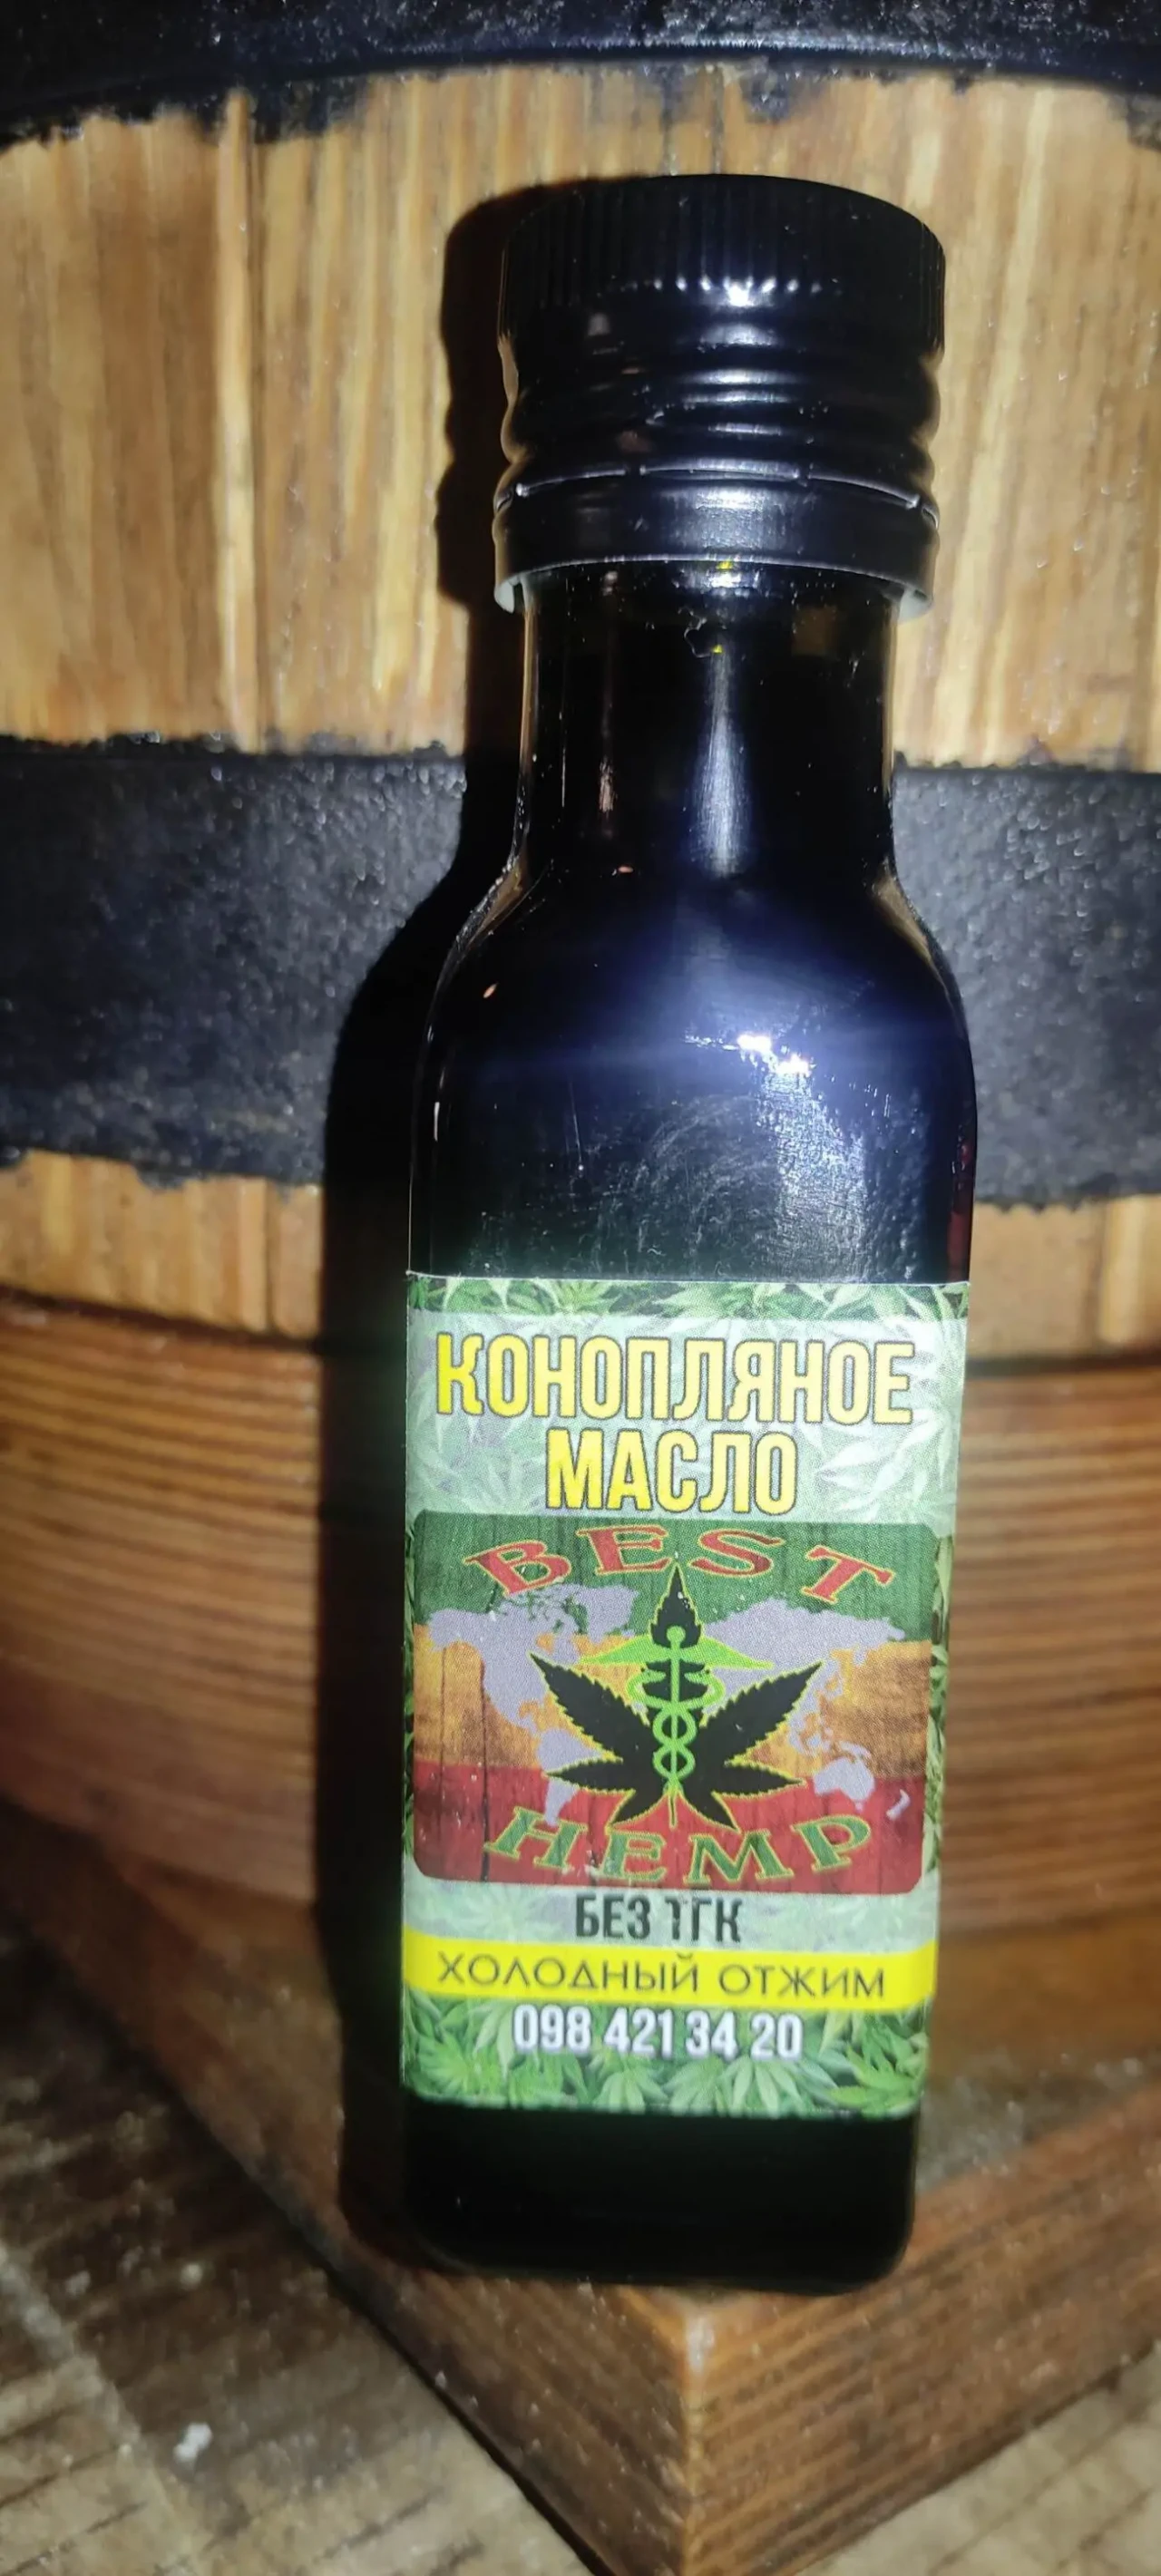 КОНОПЛЯНОЕ
МАСЛО
BEST
HEMP
БЕЗ ТГК
ХОЛОДНЫЙ ОТЖИМ
098 421 34 20